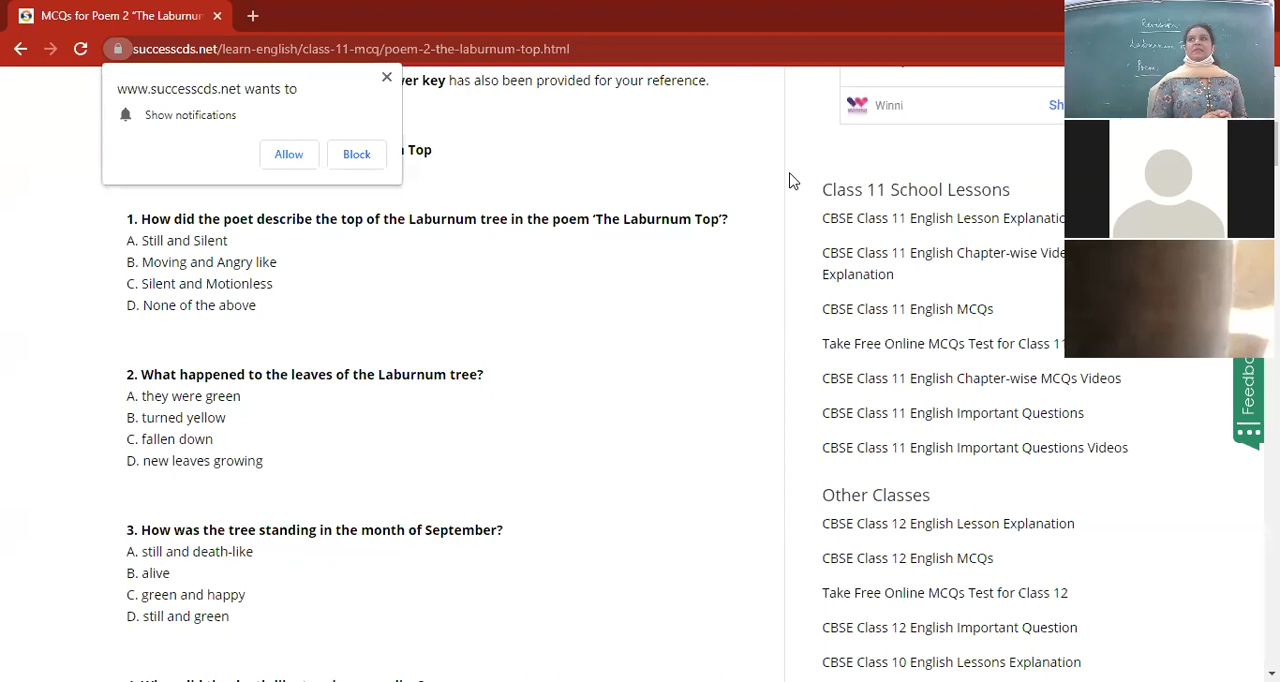 MCQs for Poem 2 “The Laburnum
successcds.net/learn-english/class-11-mcq/poem-2-the-laburnum-top.html
www.successcds.net wants to
Show notifications
Allow
Block
wer key has also been provided for your reference.
Top
1. How did the poet describe the top of the Laburnum tree in the poem ‘The Laburnum Top’?
A. Still and Silent
B. Moving and Angry like
C. Silent and Motionless
D. None of the above
2. What happened to the leaves of the Laburnum tree?
A. they were green
B. turned yellow
C. fallen down
D. new leaves growing
3. How was the tree standing in the month of September?
A. still and death-like
B. alive
C. green and happy
D. still and green
Winni
Sh
Class 11 School Lessons
CBSE Class 11 English Lesson Explanatio
CBSE Class 11 English Chapter-wise Vide
Explanation
CBSE Class 11 English MCQs
Take Free Online MCQs Test for Class 11
CBSE Class 11 English Chapter-wise MCQs Videos
CBSE Class 11 English Important Questions
CBSE Class 11 English Important Questions Videos
Other Classes
CBSE Class 12 English Lesson Explanation
CBSE Class 12 English MCQs
Take Free Online MCQs Test for Class 12
CBSE Class 12 English Important Question
CBSE Class 10 English Lessons Explanation
Feedbo
Revision
Laburnum
Poem